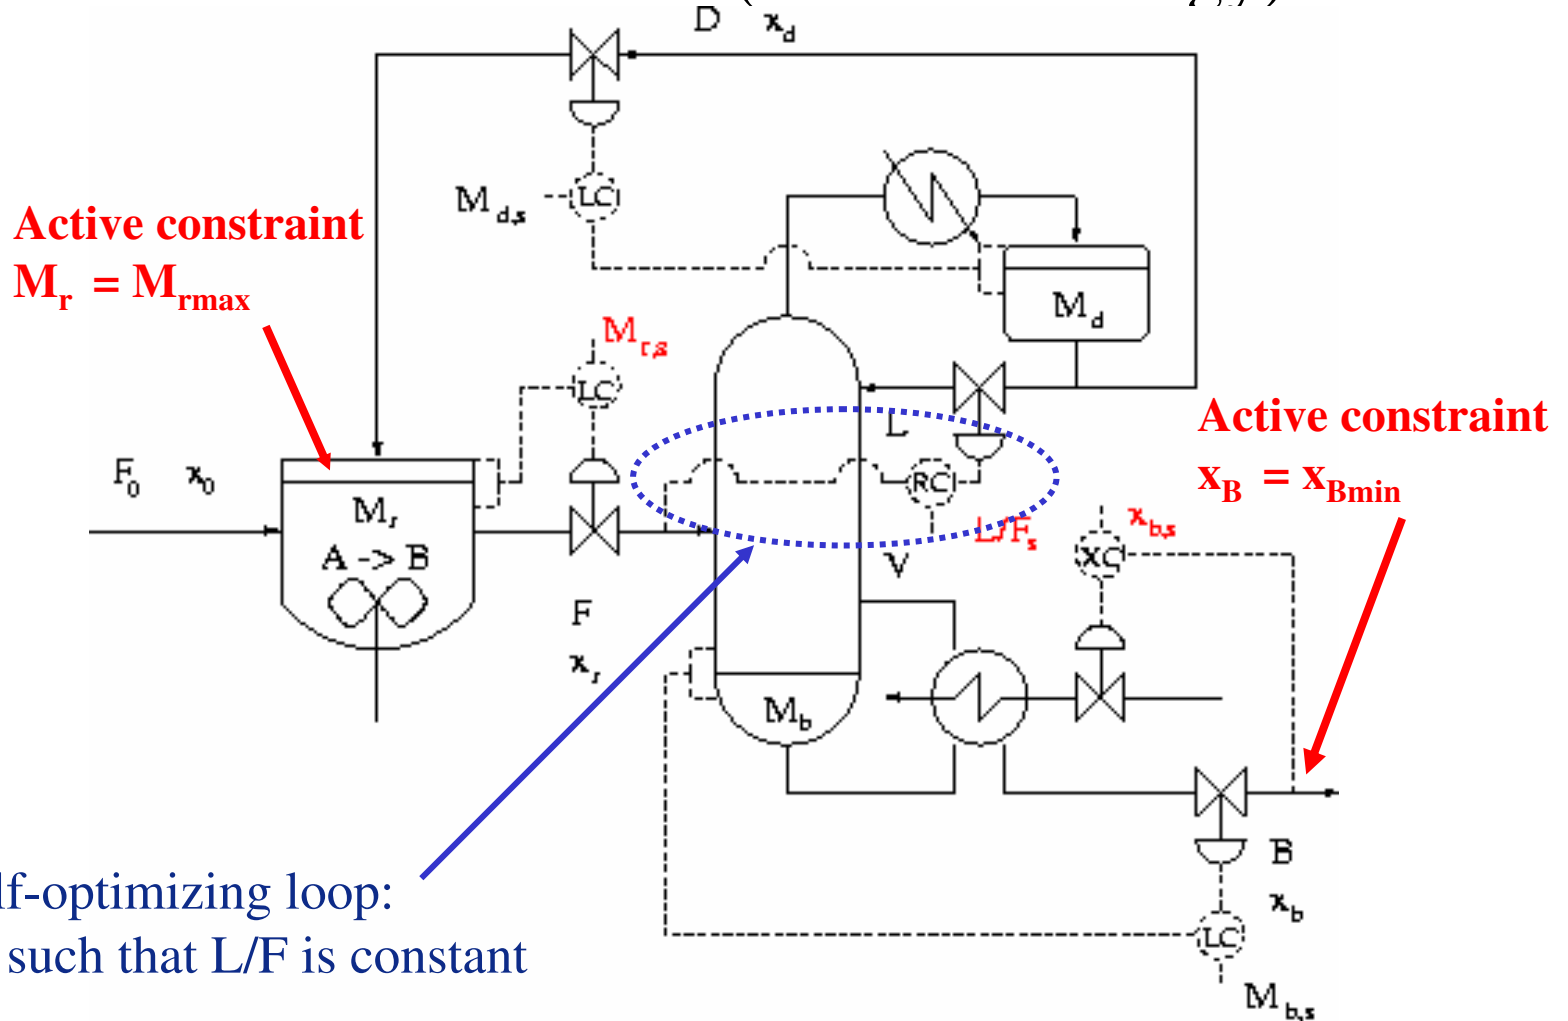 D x_d
M_d,s
LC
Active constraint
M_r = M_rmax
M_d
M_r,s
LC
L
Active constraint
x_B = x_Bmin
F_0 x_0
M_r
A -> B
RC
L/F_s
x_b,s
XC
V
F
x_r
M_b
B
x_b
LC
M_b,s
lf-optimizing loop:
such that L/F is constant